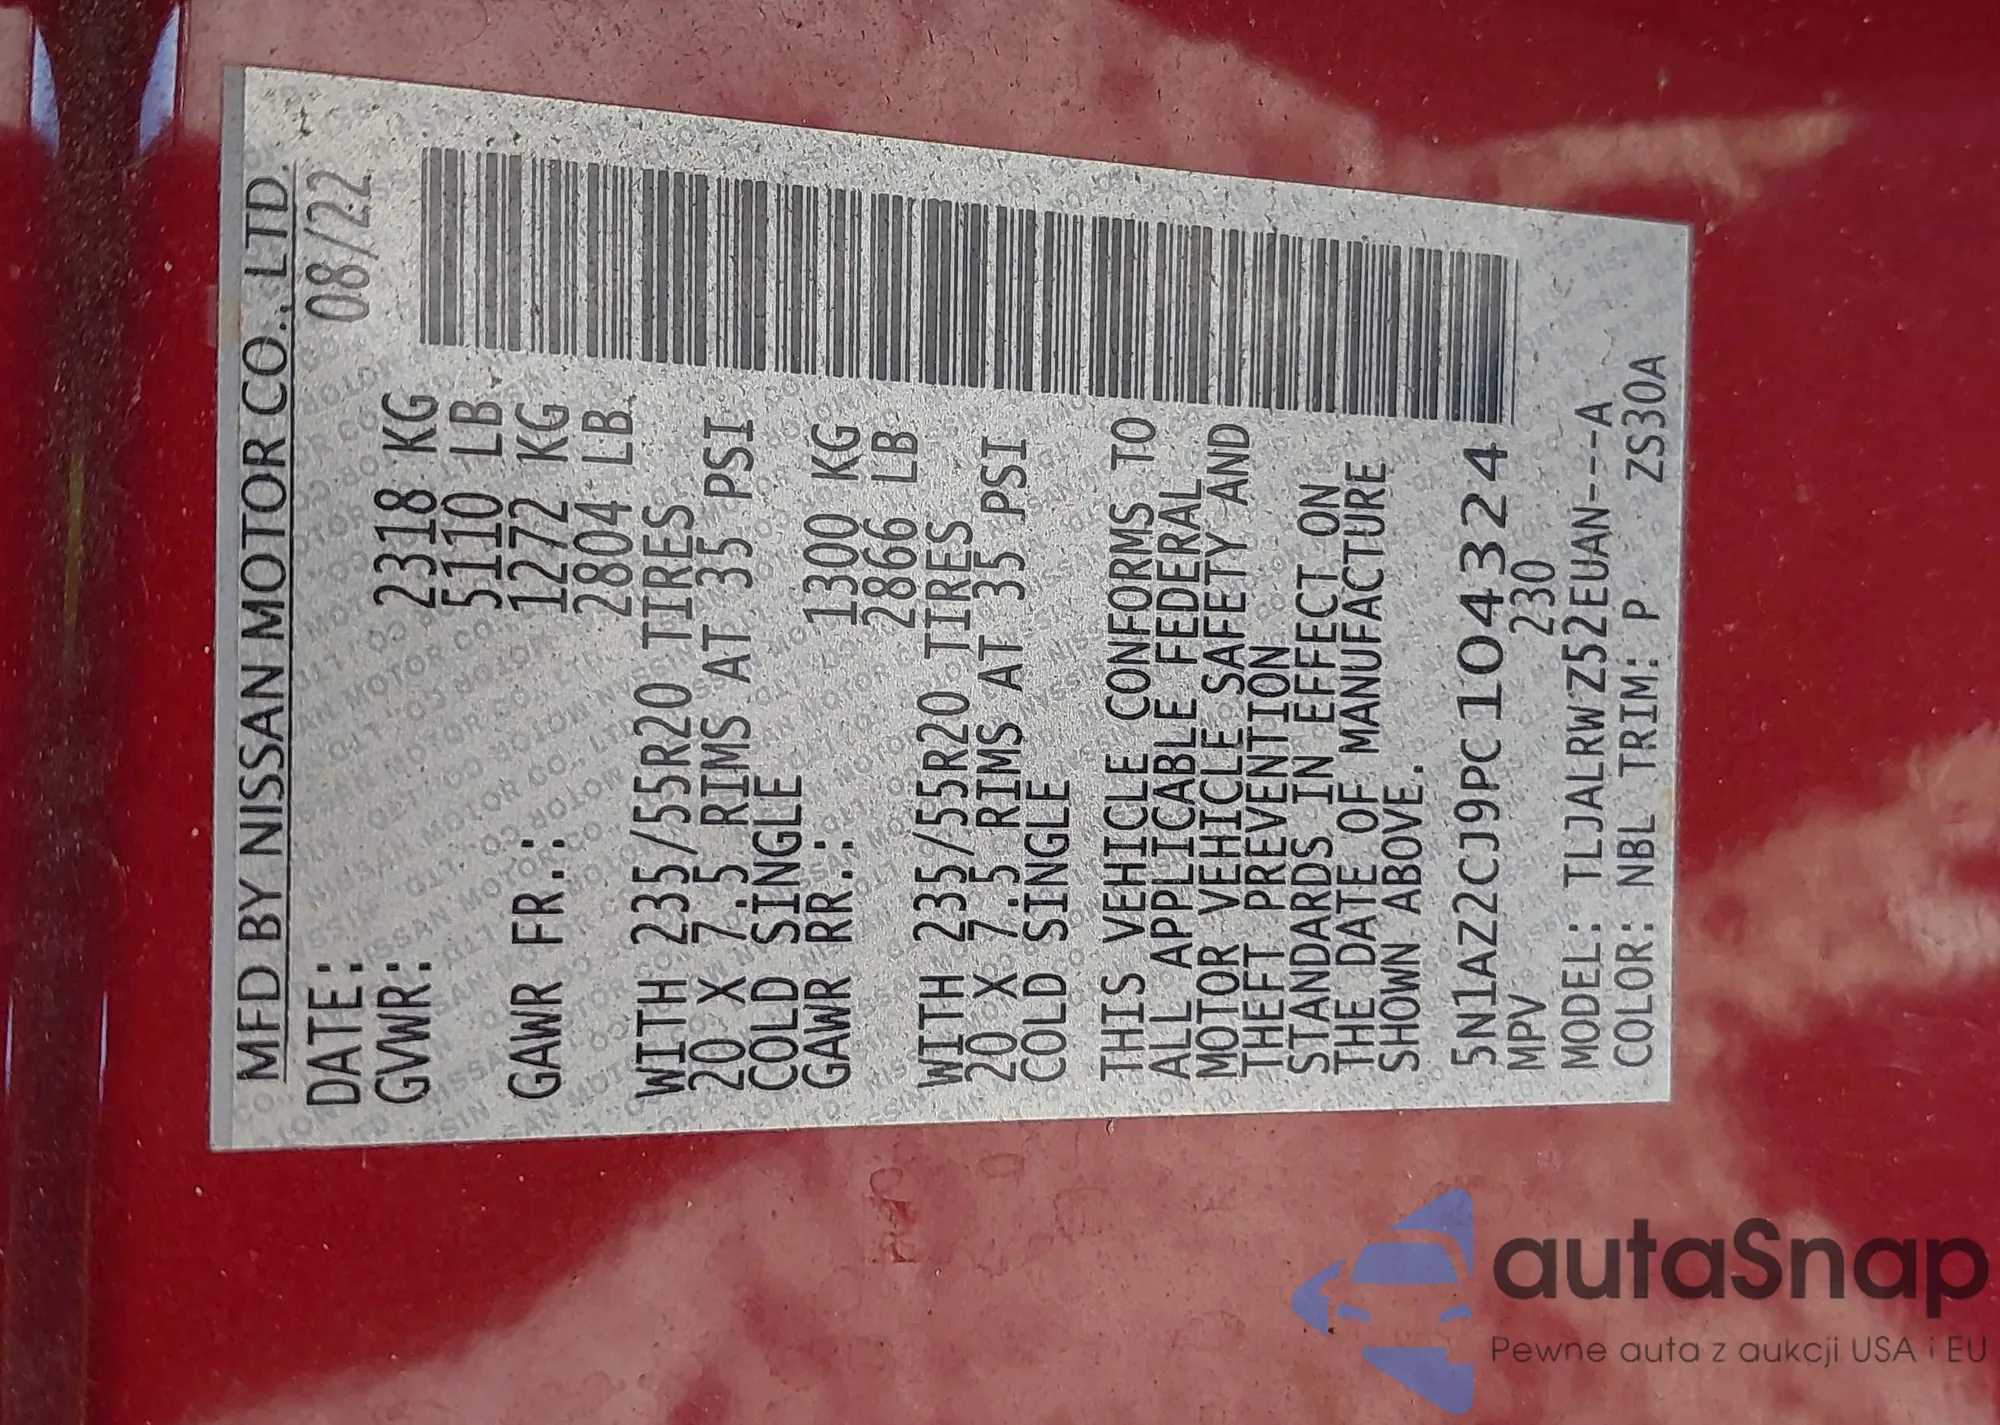 MFD BY NISSAN MOTOR CO., LTD.
DATE: 08/22
GVWR: 2318 KG
5110 LB
GAWR FR.: 1272 KG
2804 LB
WITH 235/55R20 TIRES
20 X 7.5 RIMS AT 35 PSI
COLD SINGLE
GAWR RR.: 1300 KG
2866 LB
WITH 235/55R20 TIRES
20 X 7.5 RIMS AT 35 PSI
COLD SINGLE
THIS VEHICLE CONFORMS TO
ALL APPLICABLE FEDERAL
MOTOR VEHICLE SAFETY AND
THEFT PREVENTION
STANDARDS IN EFFECT ON
THE DATE OF MANUFACTURE
SHOWN ABOVE.
5N1AZ2CJ9PC104324
MPV 230
MODEL: TLJALRWZ52EUAN---A
COLOR: NBL TRIM: P ZS30A
autaSnap
Pewne auta z aukcji USA i EU